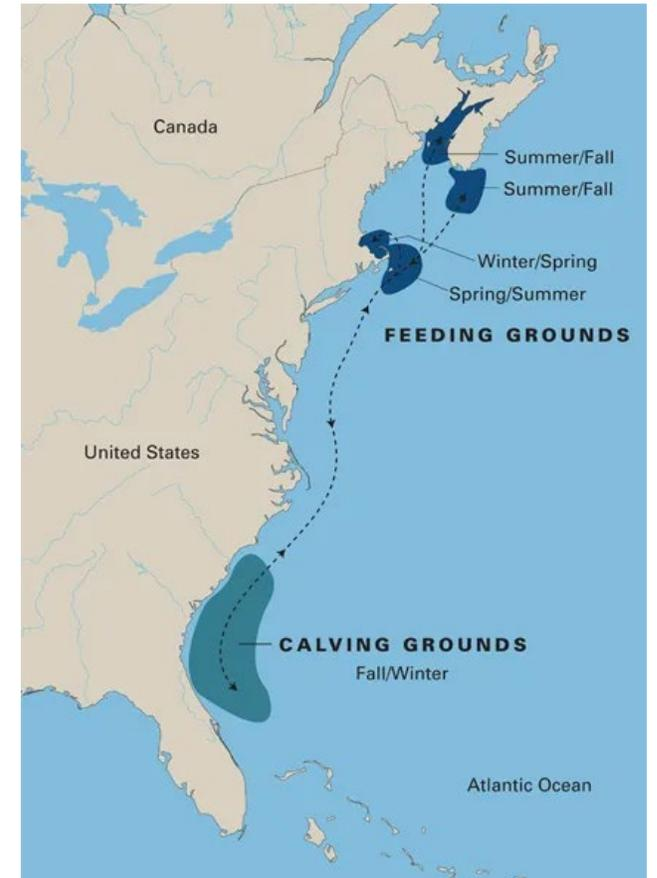 Canada
Summer/Fall
Summer/Fall
Winter/Spring
Spring/Summer
FEEDING GROUNDS
United States
CALVING GROUNDS
Fall/Winter
Atlantic Ocean